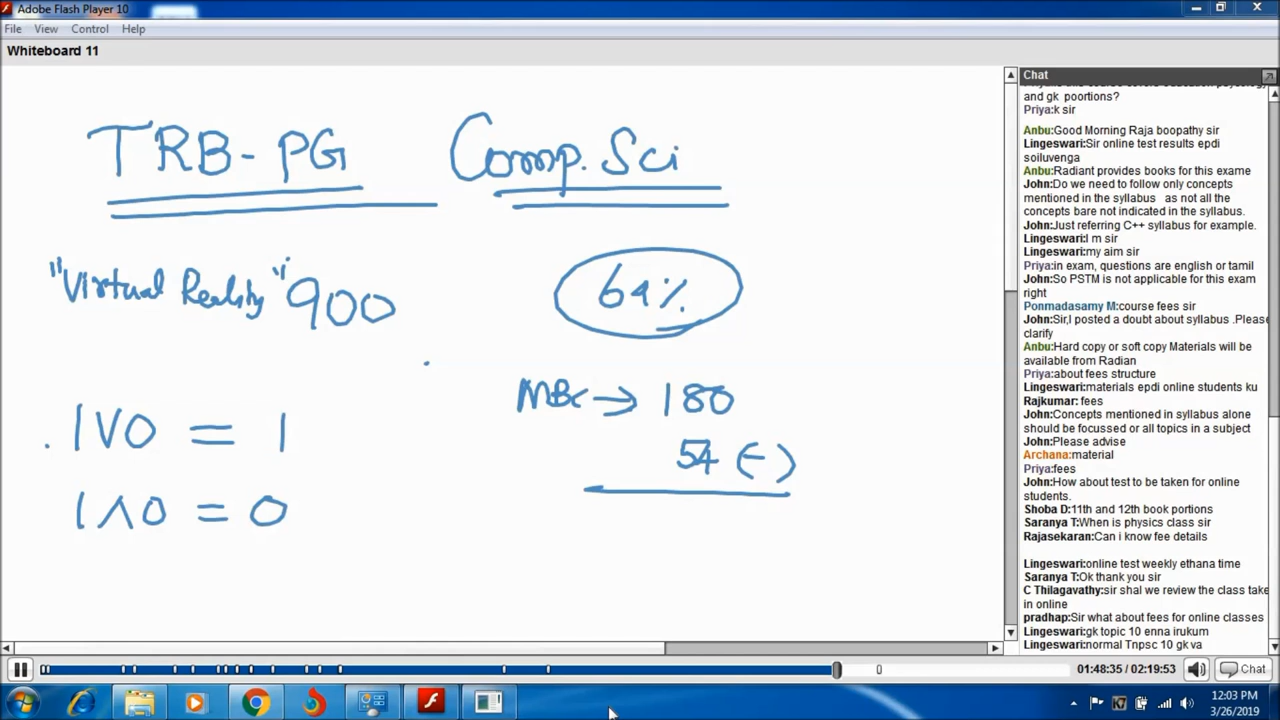 Adobe Flash Player 10
File View Control Help
Whiteboard 11
TRB-PG Comp. Sci
"Virtual Reality" 900
64%
MBC → 180
54 (-)
1V0 = 1
1Λ0 = 0
Chat
and gk poortions?
Priya:k sir
Anbu:Good Morning Raja boopathy sir
Lingeswari:Sir online test results epdi
soiluvenga
Anbu:Radiant provides books for this exame
John:Do we need to follow only concepts
mentioned in the syllabus as not all the
concepts bare not indicated in the syllabus.
John:Just referring C++ syllabus for example.
Lingeswari:I m sir
Lingeswari:my aim sir
Priya:in exam, questions are english or tamil
John:So PSTM is not applicable for this exam
right
Ponmadasamy M:course fees sir
John:Sir,I posted a doubt about syllabus .Please
clarify
Anbu:Hard copy or soft copy Materials will be
available from Radian
Priya:about fees structure
Lingeswari:materials epdi online students ku
Rajkumar: fees
John:Concepts mentioned in syllabus alone
should be focussed or all topics in a subject
John:Please advise
Archana:material
Priya:fees
John:How about test to be taken for online
students.
Shoba D:11th and 12th book portions
Saranya T:When is physics class sir
Rajasekaran:Can i know fee details
Lingeswari:online test weekly ethana time
Saranya T:Ok thank you sir
C Thilagavathy:sir shal we review the class take
in online
pradhap:Sir what about fees for online classes
Lingeswari:gk topic 10 enna irukum
Lingeswari:normal Tnpsc 10 gk va
01:48:35 / 02:19:53 Chat
12:03 PM
3/26/2019